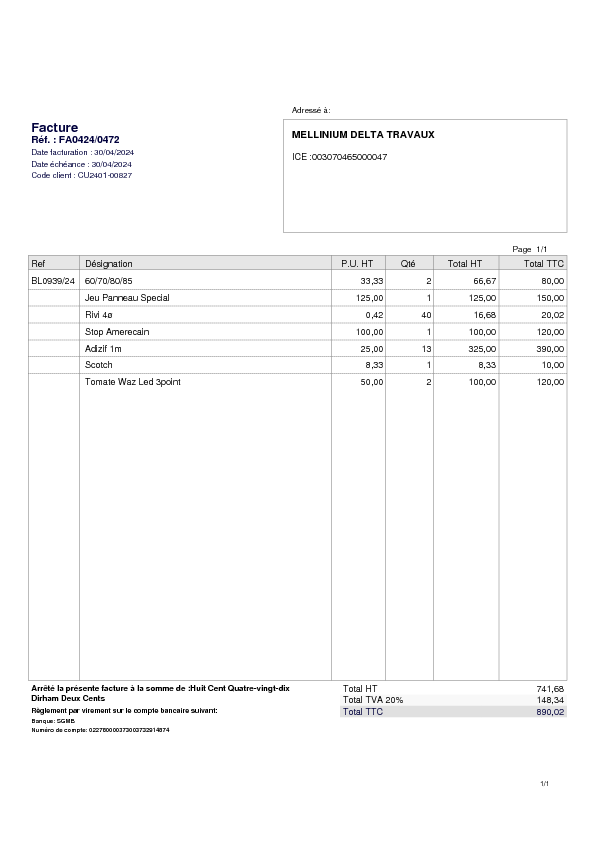 Adressé à:
Facture
Réf. : FA0424/0472
Date facturation : 30/04/2024
Date échéance : 30/04/2024
Code client : CU2401-00827
MELLINIUM DELTA TRAVAUX
ICE :003070465000047
Page 1/1
Ref Désignation P.U. HT Qté Total HT Total TTC
BL0939/24 60/70/80/85 33,33 2 66,67 80,00
Jeu Panneau Special 125,00 1 125,00 150,00
Rivi 4ø 0,42 40 16,68 20,02
Stop Amerecain 100,00 1 100,00 120,00
Adizif 1m 25,00 13 325,00 390,00
Scotch 8,33 1 8,33 10,00
Tomate Waz Led 3point 50,00 2 100,00 120,00
Arrêté la présente facture à la somme de :Huit Cent Quatre-vingt-dix
Dirham Deux Cents
Règlement par virement sur le compte bancaire suivant:
Banque: SGMB
Numéro de compte: 0227800003730037329148​74
Total HT 741,68
Total TVA 20% 148,34
Total TTC 890,02
1/1